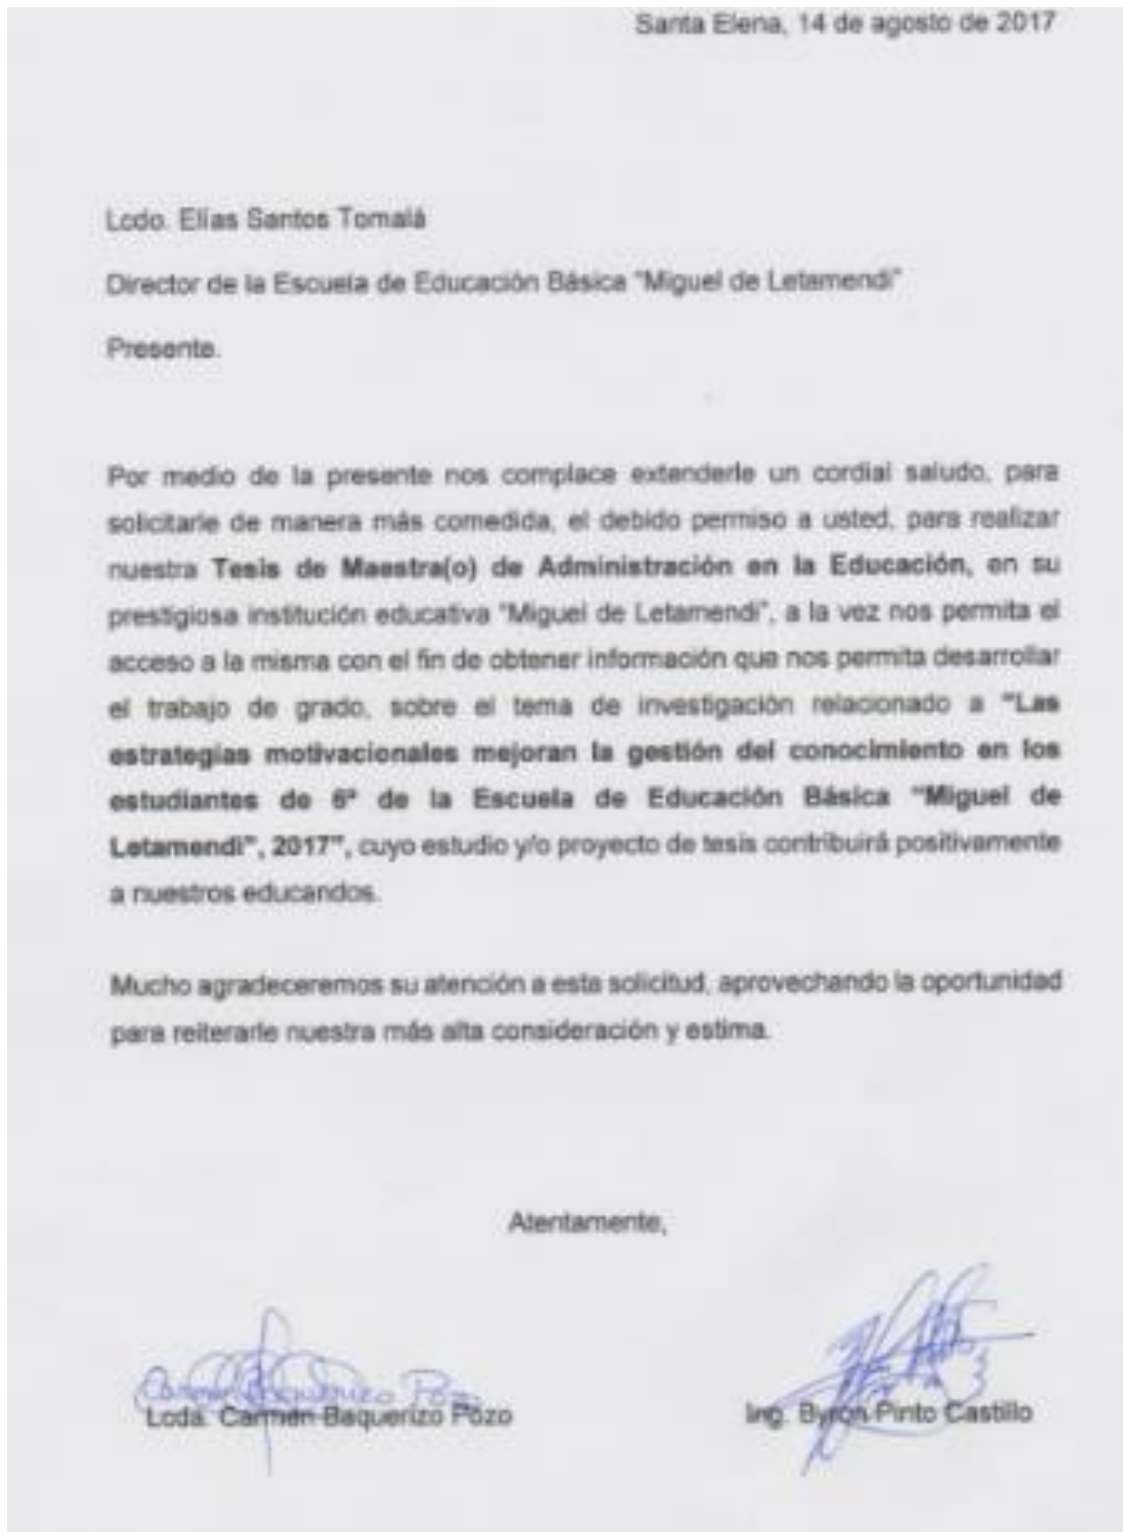 Santa Elena, 14 de agosto de 2017
Lcdo. Elías Santos Tomalá
Director de la Escuela de Educación Básica "Miguel de Letamendi"
Presente.
Por medio de la presente nos complace extenderle un cordial saludo, para
solicitarle de manera más comedida, el debido permiso a usted, para realizar
nuestra Tesis de Maestra(o) de Administración en la Educación, en su
prestigiosa institución educativa "Miguel de Letamendi", a la vez nos permita el
acceso a la misma con el fin de obtener información que nos permita desarrollar
el trabajo de grado, sobre el tema de investigación relacionado a "Las
estrategias motivacionales mejoran la gestión del conocimiento en los
estudiantes de 6º de la Escuela de Educación Básica "Miguel de
Letamendi", 2017", cuyo estudio y/o proyecto de tesis contribuirá positivamente
a nuestros educandos.
Mucho agradeceremos su atención a esta solicitud, aprovechando la oportunidad
para reiterarle nuestra más alta consideración y estima.
Atentamente,
Carmen Baquerizo Pozo
Lcda. Carmen Baquerizo Pozo
Ing. Byron Pinto Castillo